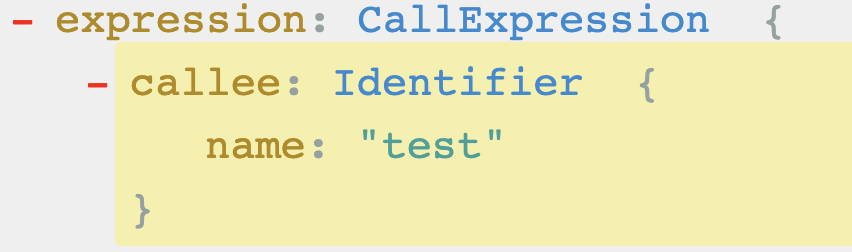 - expression: CallExpression {
- callee: Identifier {
name: "test"
}